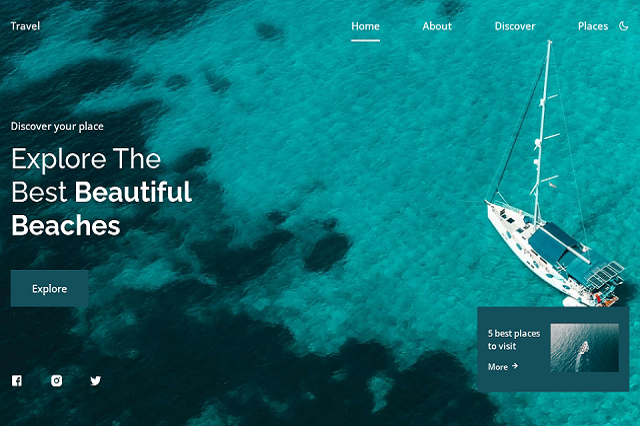 Travel
Home
About
Discover
Places
Discover your place
Explore The
Best Beautiful
Beaches
Explore
5 best places
to visit
More